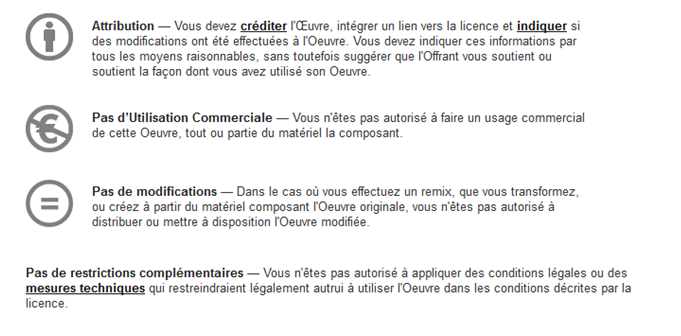 Attribution — Vous devez créditer l'Œuvre, intégrer un lien vers la licence et indiquer si
des modifications ont été effectuées à l'Oeuvre. Vous devez indiquer ces informations par
tous les moyens raisonnables, sans toutefois suggérer que l'Offrant vous soutient ou
soutient la façon dont vous avez utilisé son Oeuvre.
Pas d'Utilisation Commerciale — Vous n'êtes pas autorisé à faire un usage commercial
de cette Oeuvre, tout ou partie du matériel la composant.
Pas de modifications — Dans le cas où vous effectuez un remix, que vous transformez,
ou créez à partir du matériel composant l'Oeuvre originale, vous n'êtes pas autorisé à
distribuer ou mettre à disposition l'Oeuvre modifiée.
Pas de restrictions complémentaires — Vous n'êtes pas autorisé à appliquer des conditions légales ou des
mesures techniques qui restreindraient légalement autrui à utiliser l'Oeuvre dans les conditions décrites par la
licence.